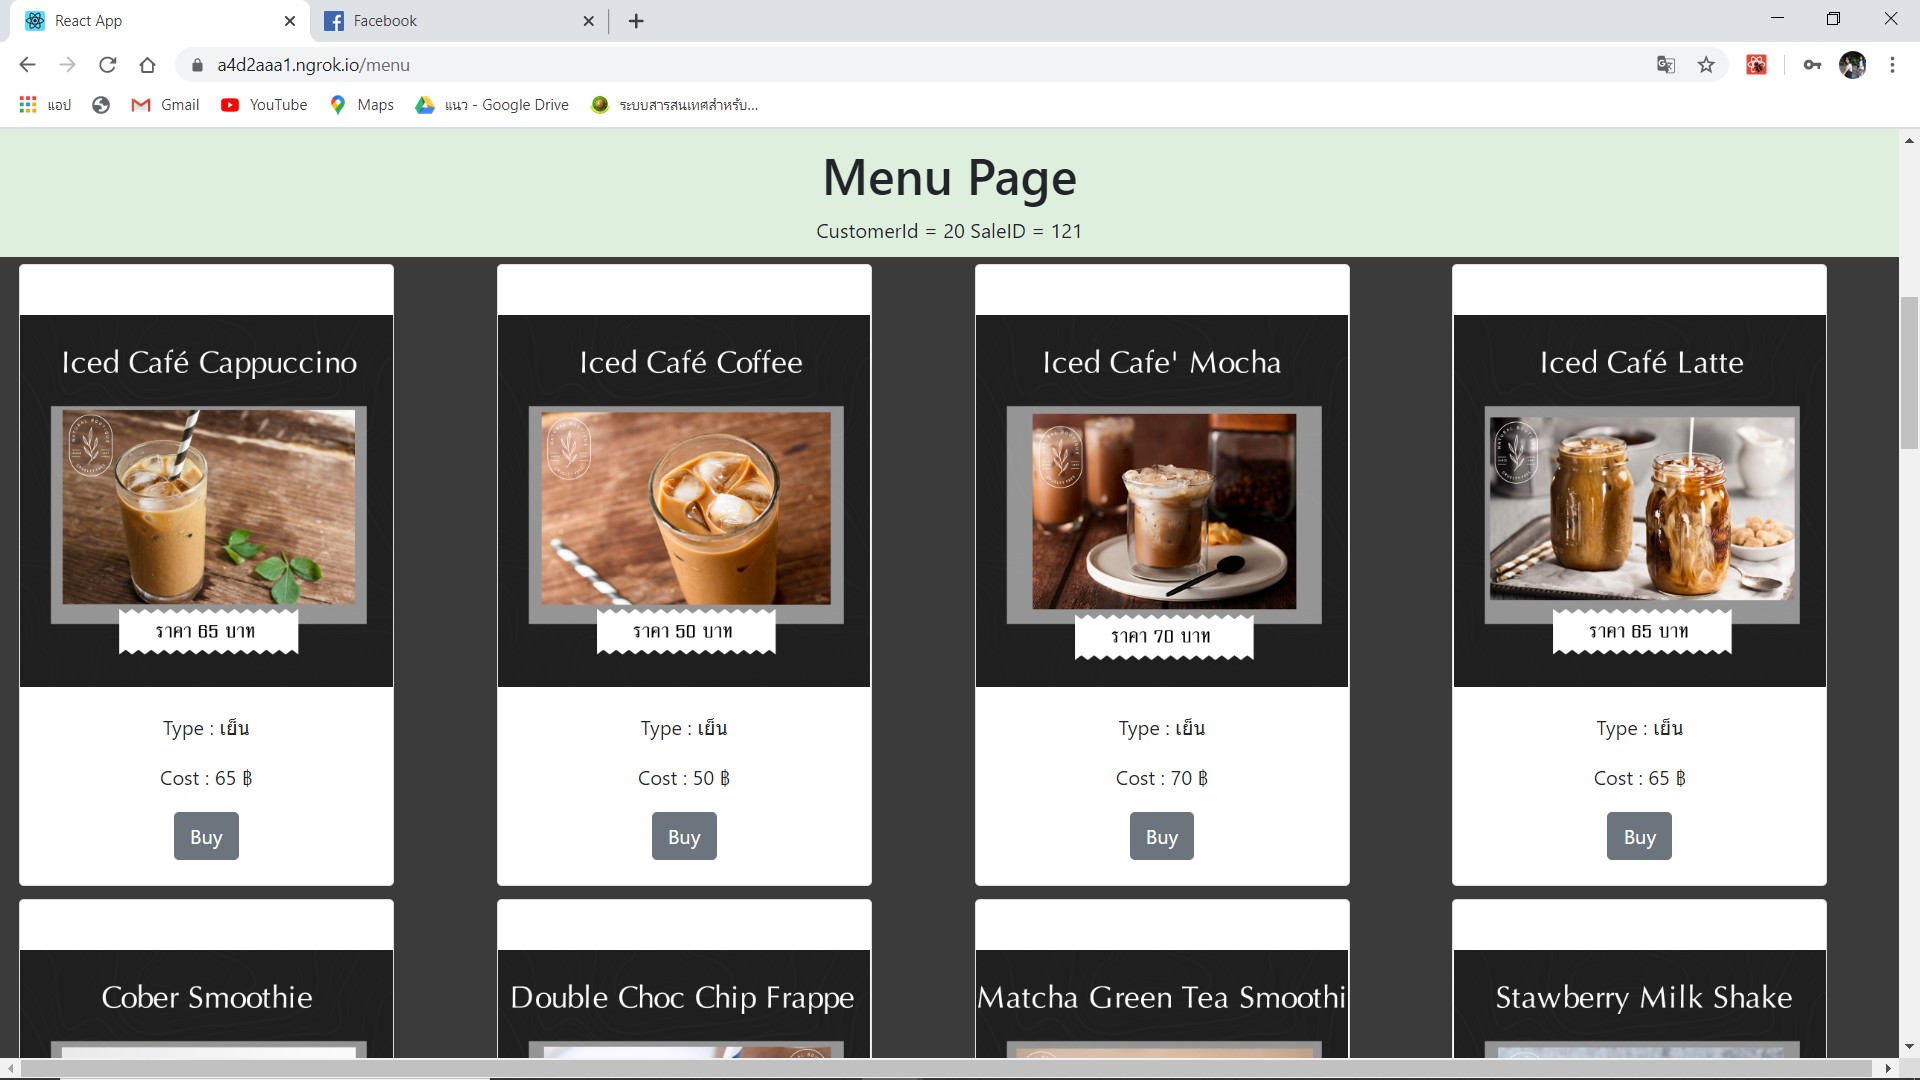 React App
Facebook
a4d2aaa1.ngrok.io/menu
แอป
Gmail
YouTube
Maps
แนว - Google Drive
ระบบสารสนเทศสำหรับ...
Menu Page
CustomerId = 20 SaleID = 121
Iced Café Cappuccino
ราคา 65 บาท
Type : เย็น
Cost : 65 ฿
Buy
Iced Café Coffee
ราคา 50 บาท
Type : เย็น
Cost : 50 ฿
Buy
Iced Cafe' Mocha
ราคา 70 บาท
Type : เย็น
Cost : 70 ฿
Buy
Iced Café Latte
ราคา 65 บาท
Type : เย็น
Cost : 65 ฿
Buy
Cober Smoothie
Double Choc Chip Frappe
Matcha Green Tea Smoothi
Stawberry Milk Shake